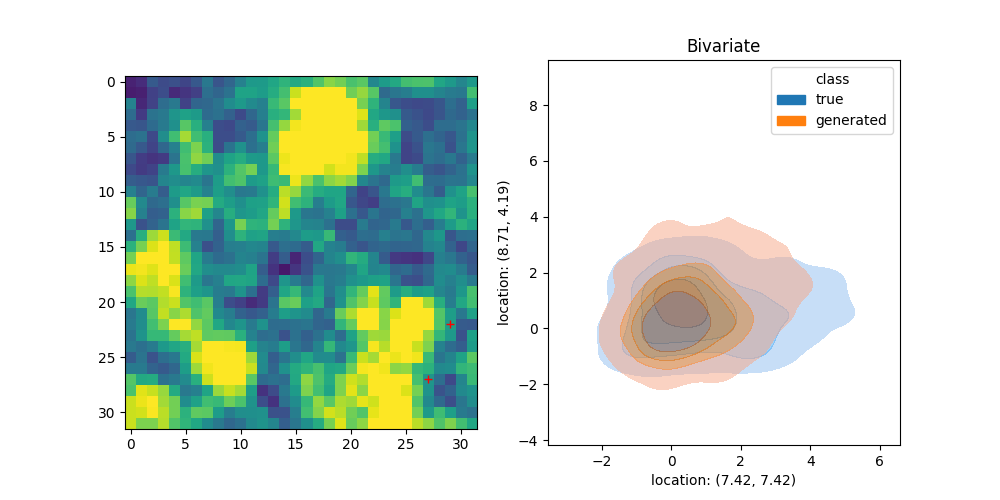 Bivariate
class
true
generated
0
5
10
15
20
25
30
0 5 10 15 20 25 30
location: (8.71, 4.19)
8
6
4
2
0
−2
−4
−2 0 2 4 6
location: (7.42, 7.42)